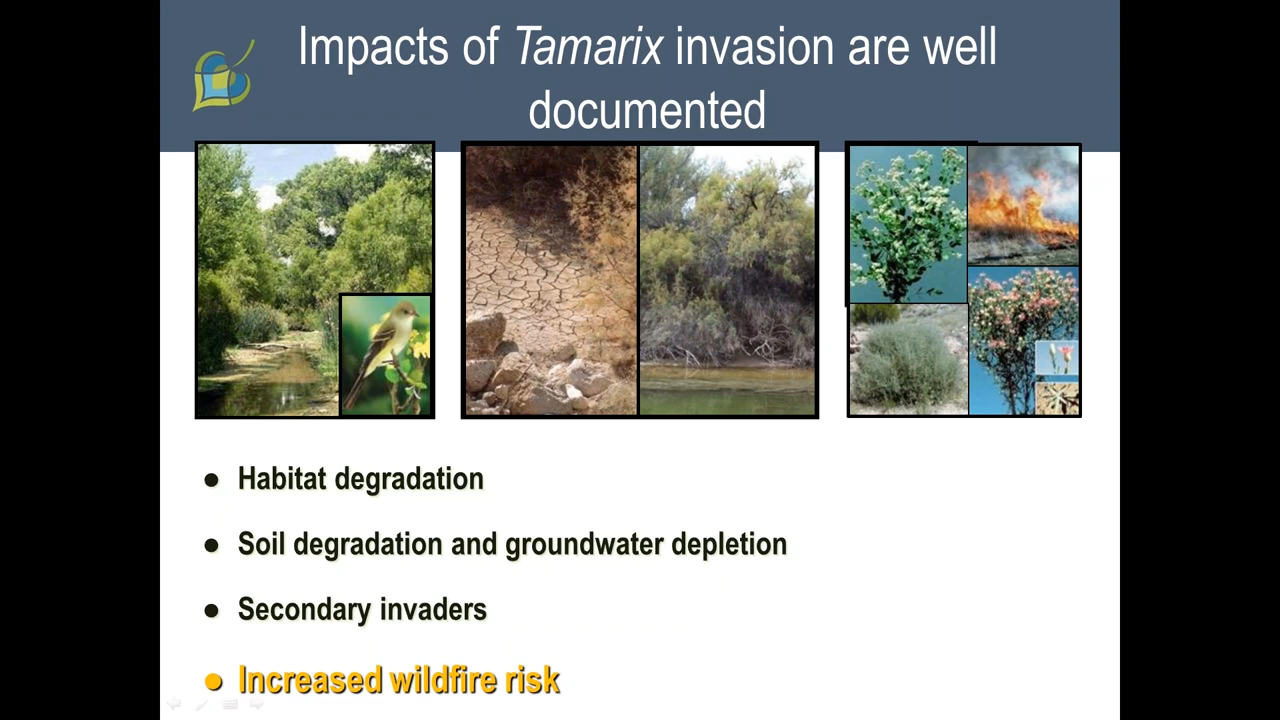 Impacts of Tamarix invasion are well
documented
● Habitat degradation
● Soil degradation and groundwater depletion
● Secondary invaders
● Increased wildfire risk